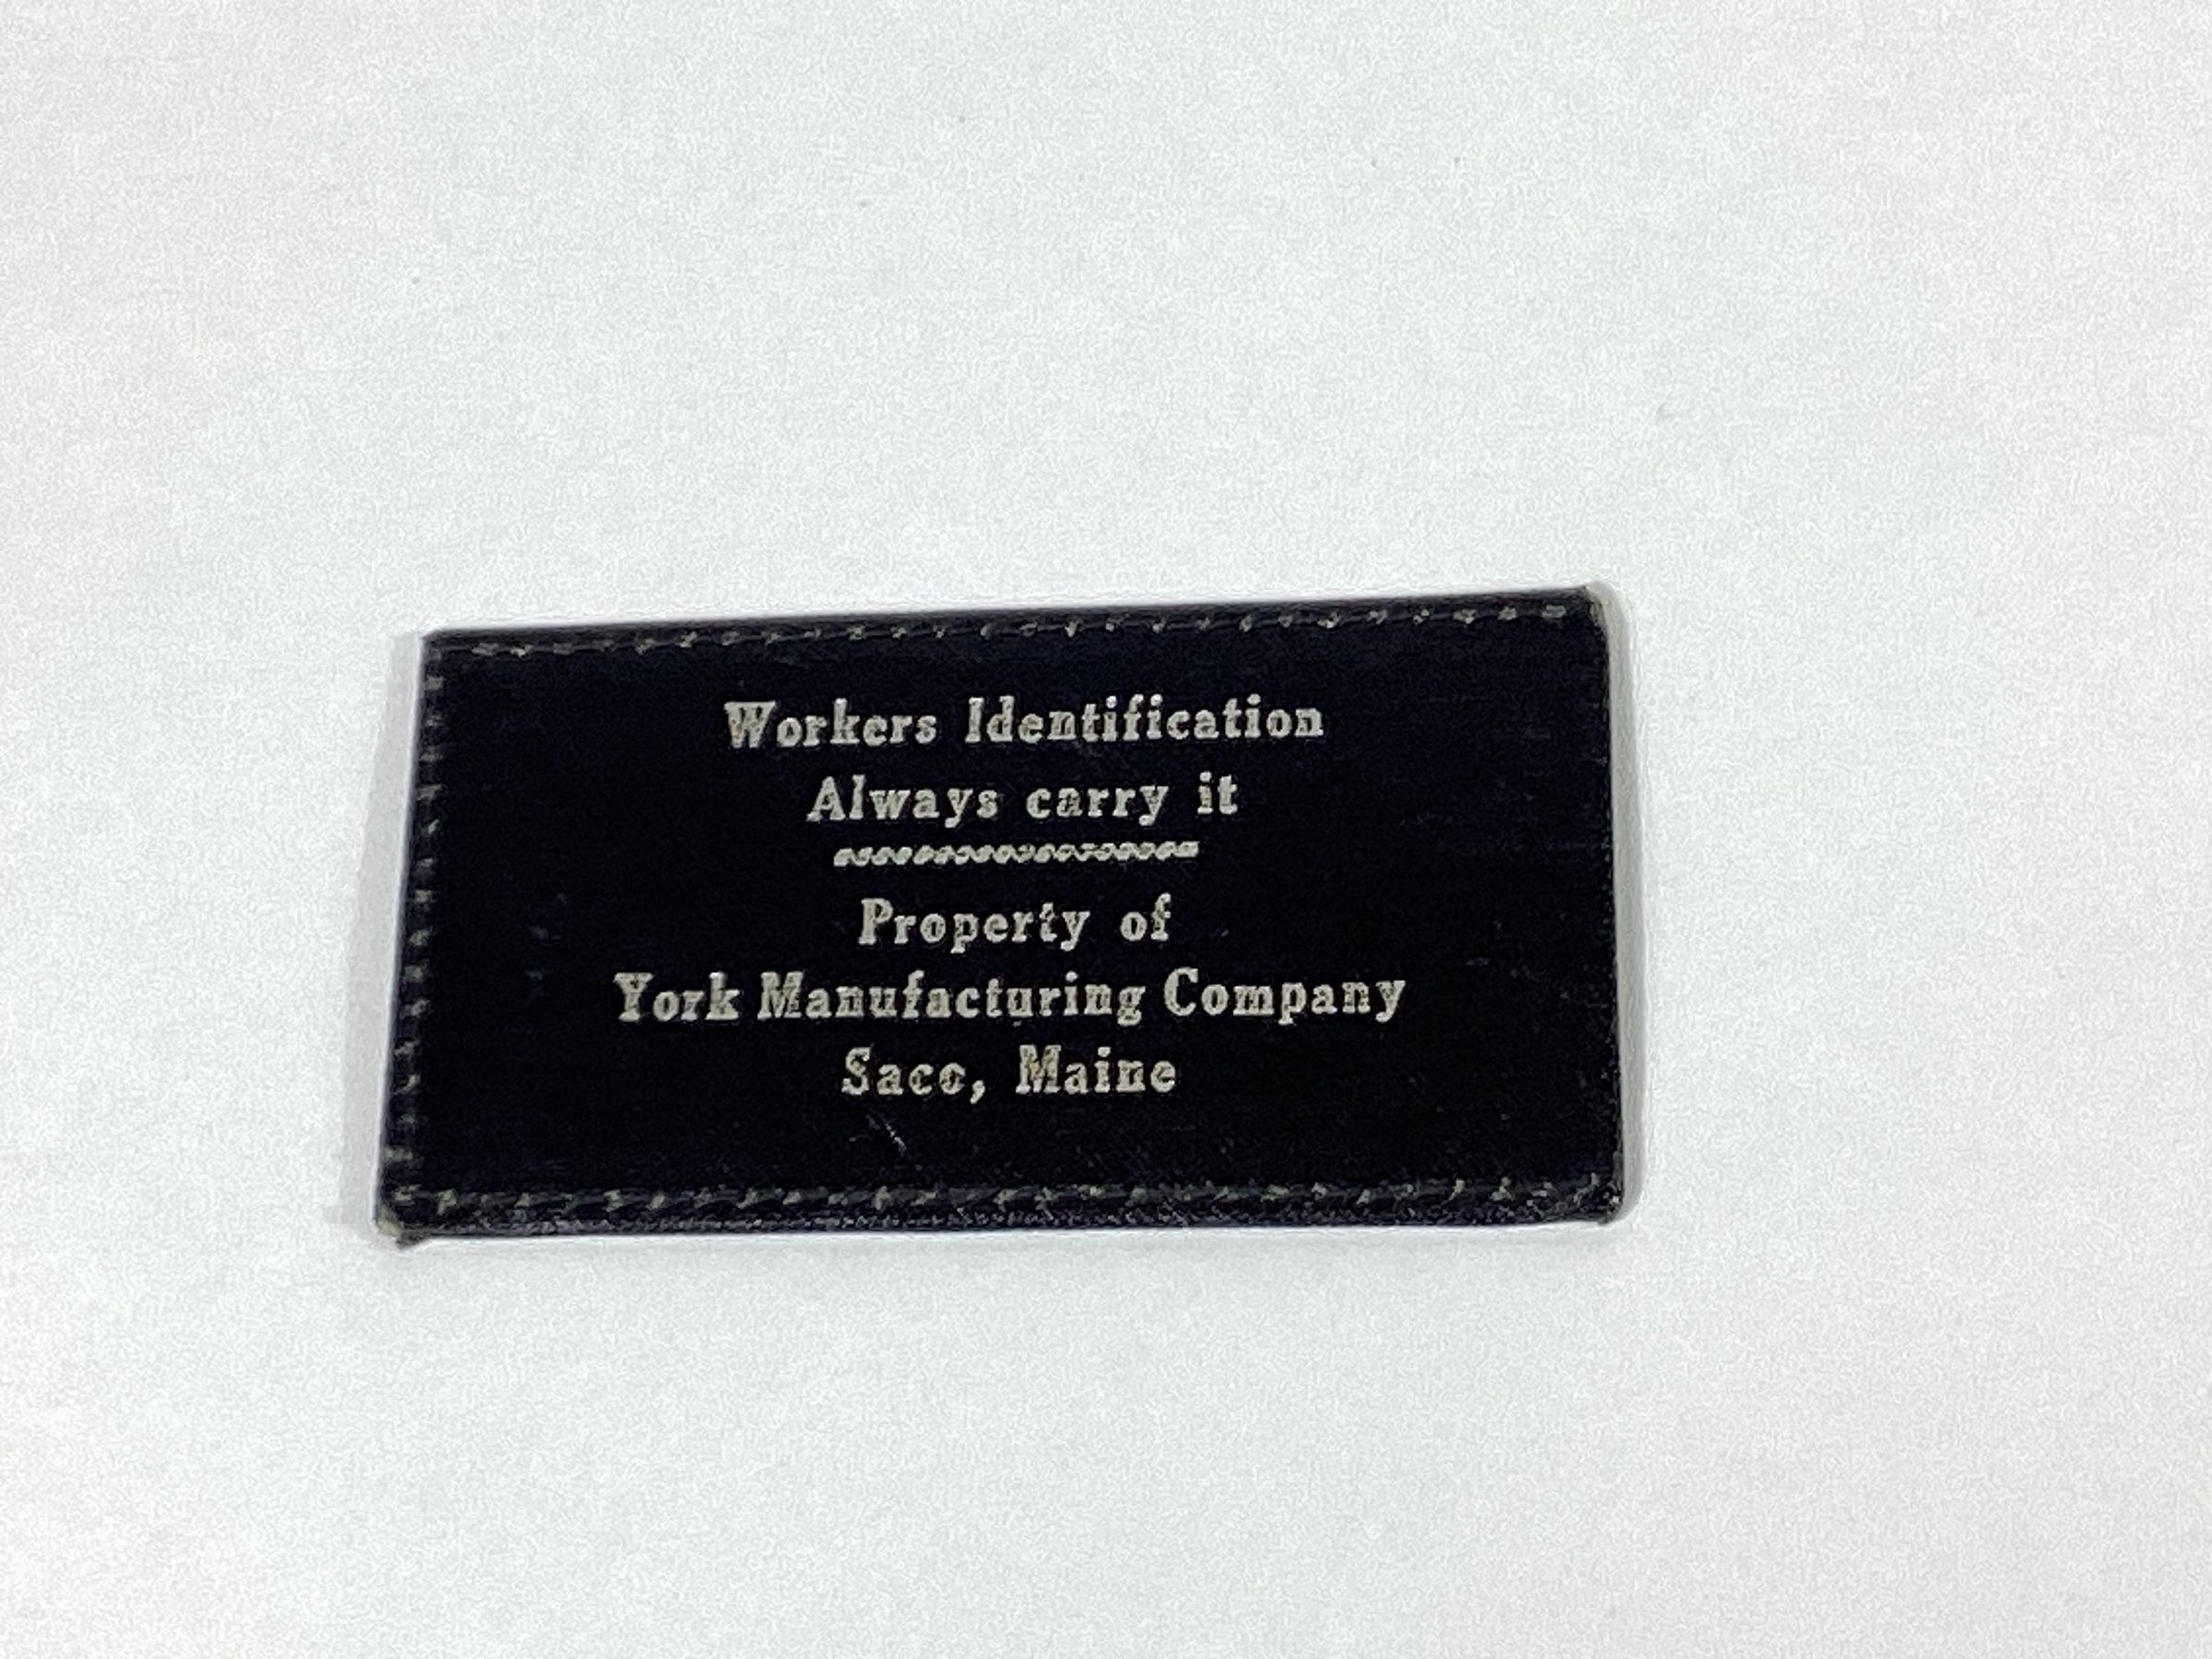 Workers Identification
Always carry it
Property of
York Manufacturing Company
Saco, Maine